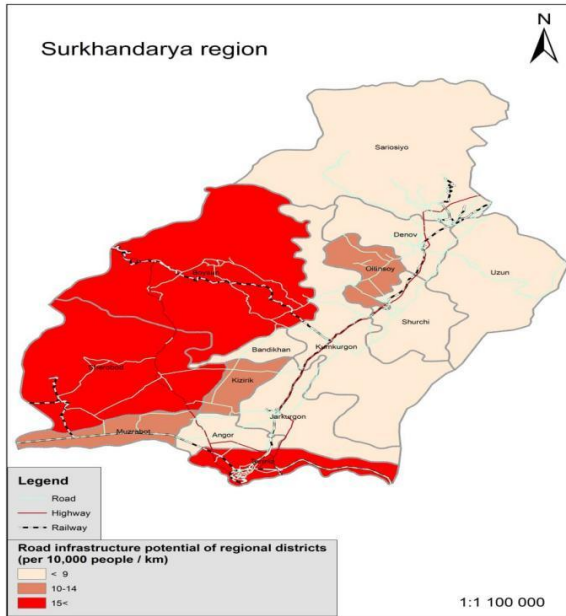 N
Surkhandarya region
Sariosiyo
Denov
Uzun
Shurchi
Kumkurgon
Bandikhan
Kizirik
Jarkurgon
Muzrabot
Angor
Legend
Road
Highway
Railway
Road infrastructure potential of regional districts
(per 10,000 people / km)
< 9
10-14
15<
1:1 100 000